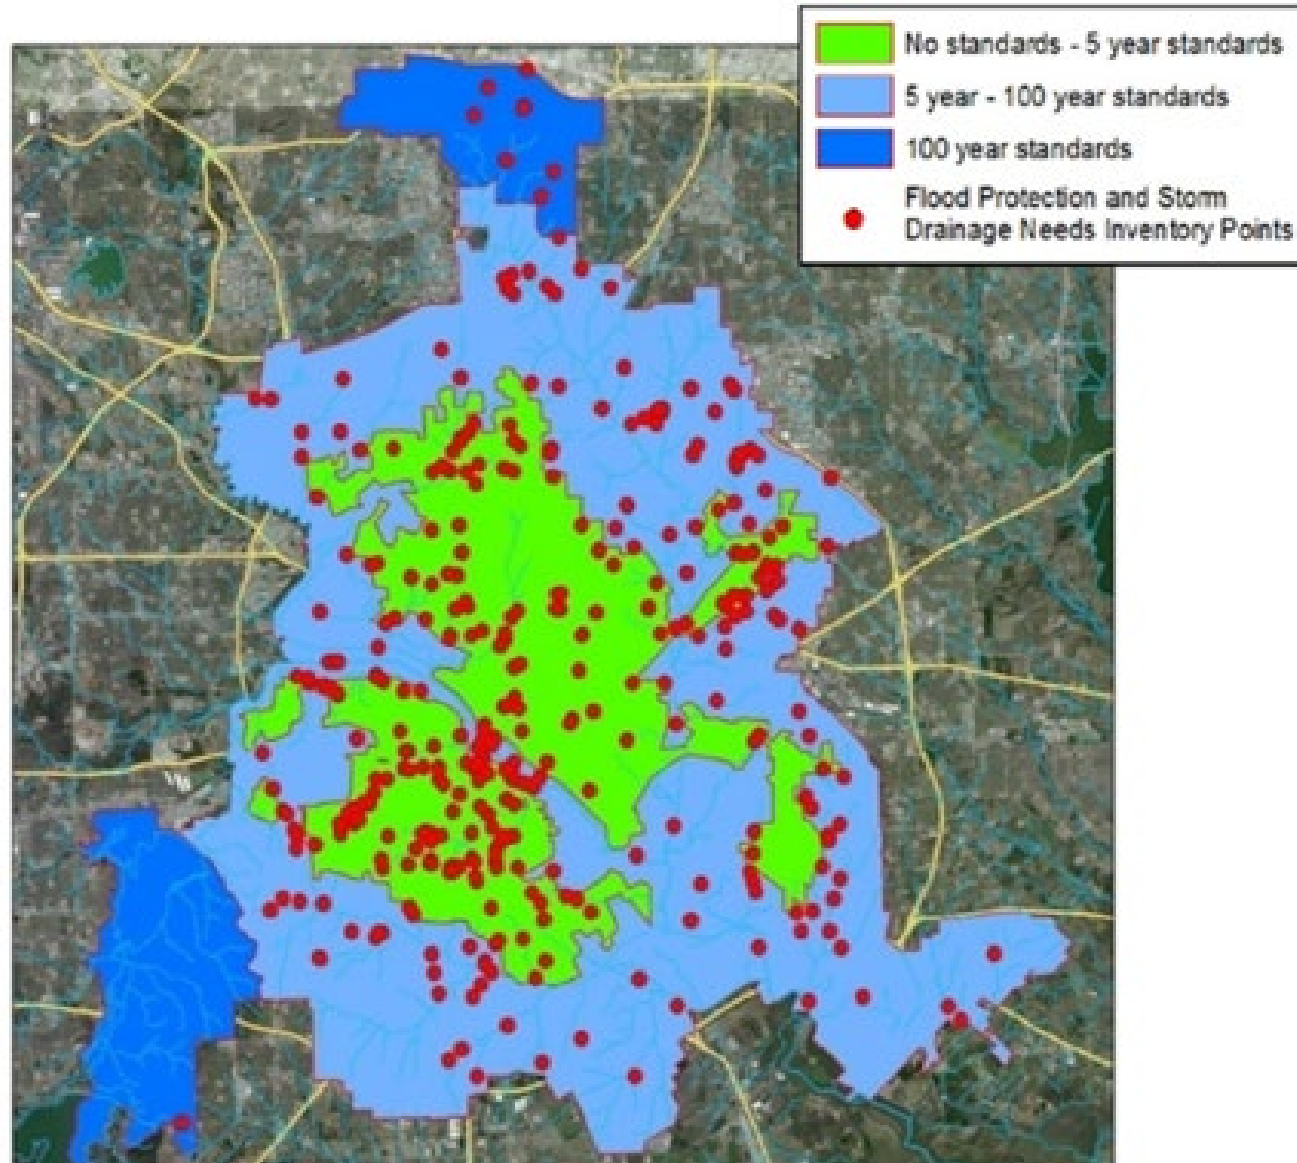 No standards - 5 year standards
5 year - 100 year standards
100 year standards
Flood Protection and Storm
Drainage Needs Inventory Points